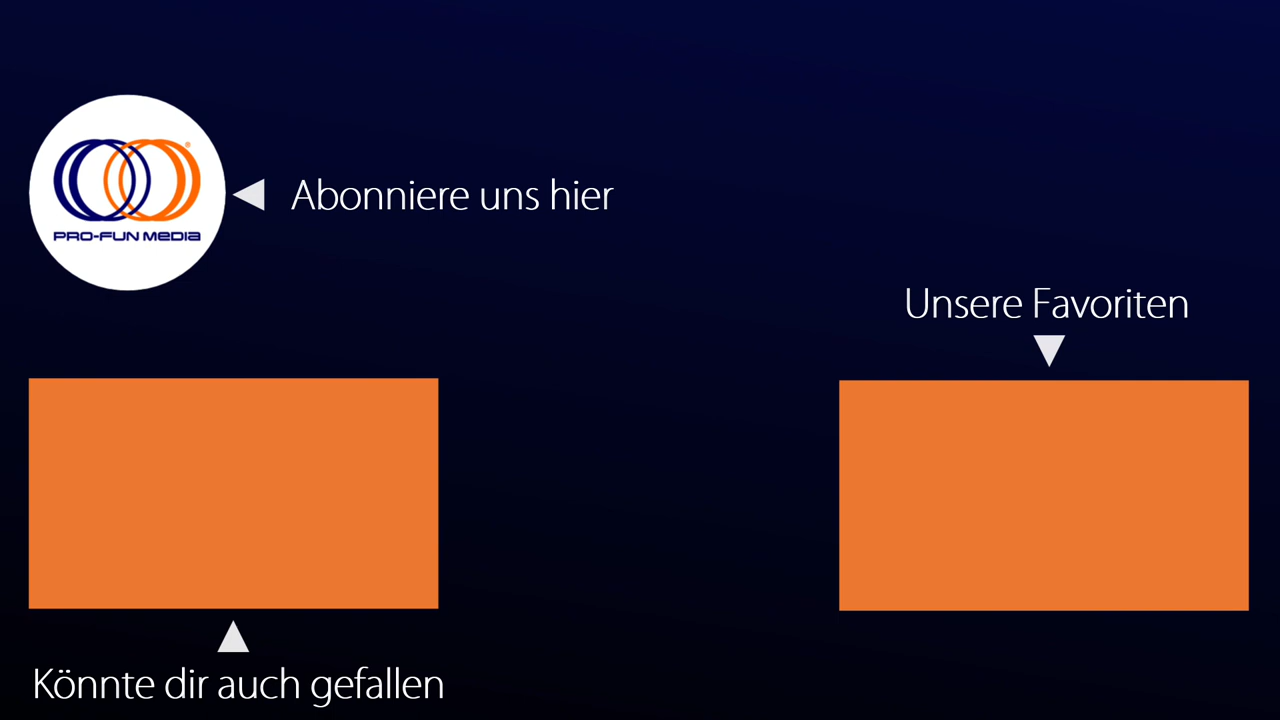 PRO-FUN MEDIA
®
Abonniere uns hier
Unsere Favoriten
Könnte dir auch gefallen